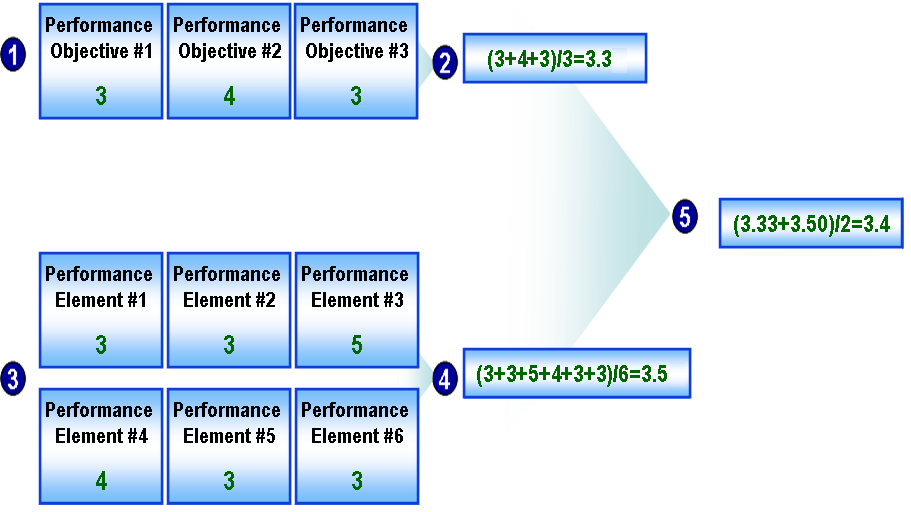 1
Performance
Objective #1
3
Performance
Objective #2
4
Performance
Objective #3
3
2
(3+4+3)/3=3.3
3
Performance
Element #1
3
Performance
Element #2
3
Performance
Element #3
5
Performance
Element #4
4
Performance
Element #5
3
Performance
Element #6
3
4
(3+3+5+4+3+3)/6=3.5
5
(3.33+3.50)/2=3.4